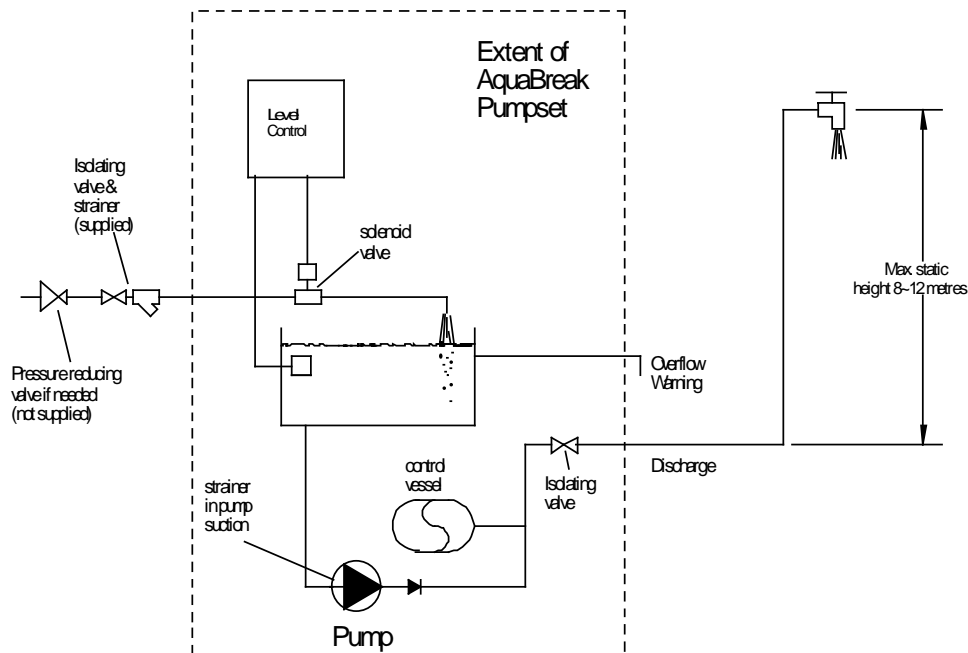 Extent of
AquaBreak
Pumpset
Level
Control
Isolating
valve &
strainer
(supplied)
solenoid
valve
Max. static
height 8~12 metres
Pressure reducing
valve if needed
(not supplied)
Overflow
Warning
control
vessel
Isolating
valve
Discharge
strainer
in pump
suction
Pump